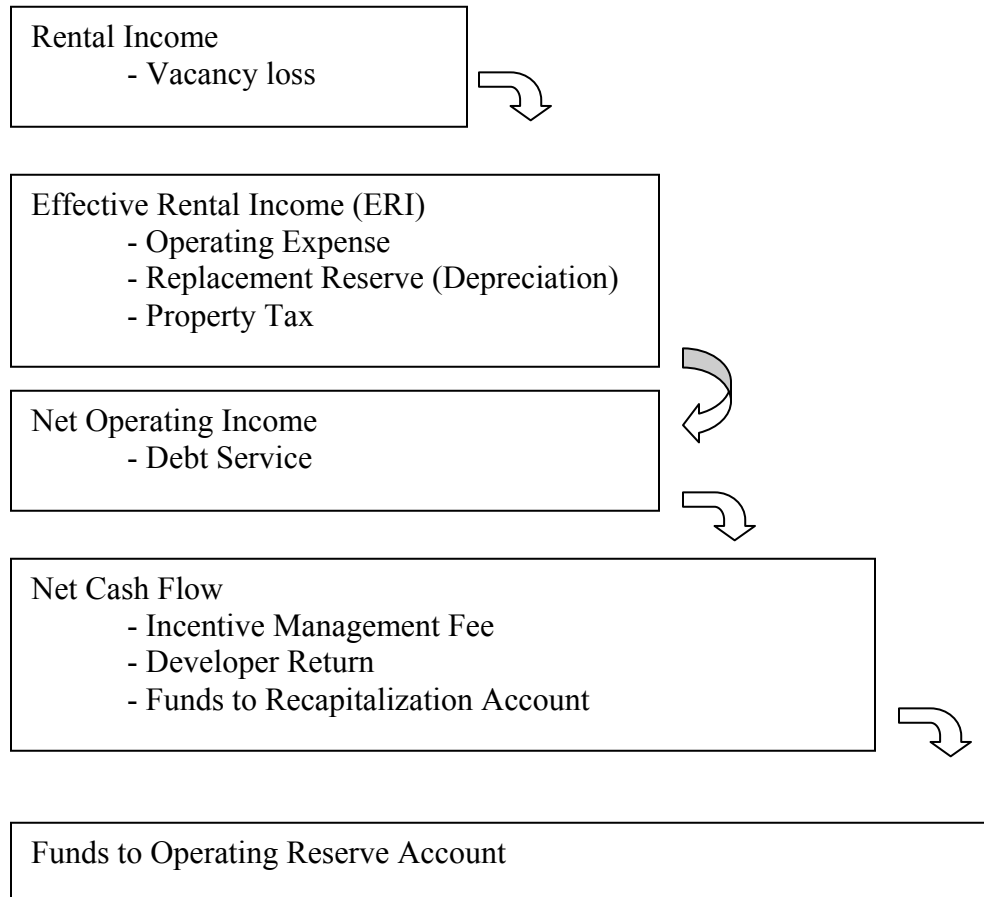 Rental Income
- Vacancy loss
Effective Rental Income (ERI)
- Operating Expense
- Replacement Reserve (Depreciation)
- Property Tax
Net Operating Income
- Debt Service
Net Cash Flow
- Incentive Management Fee
- Developer Return
- Funds to Recapitalization Account
Funds to Operating Reserve Account